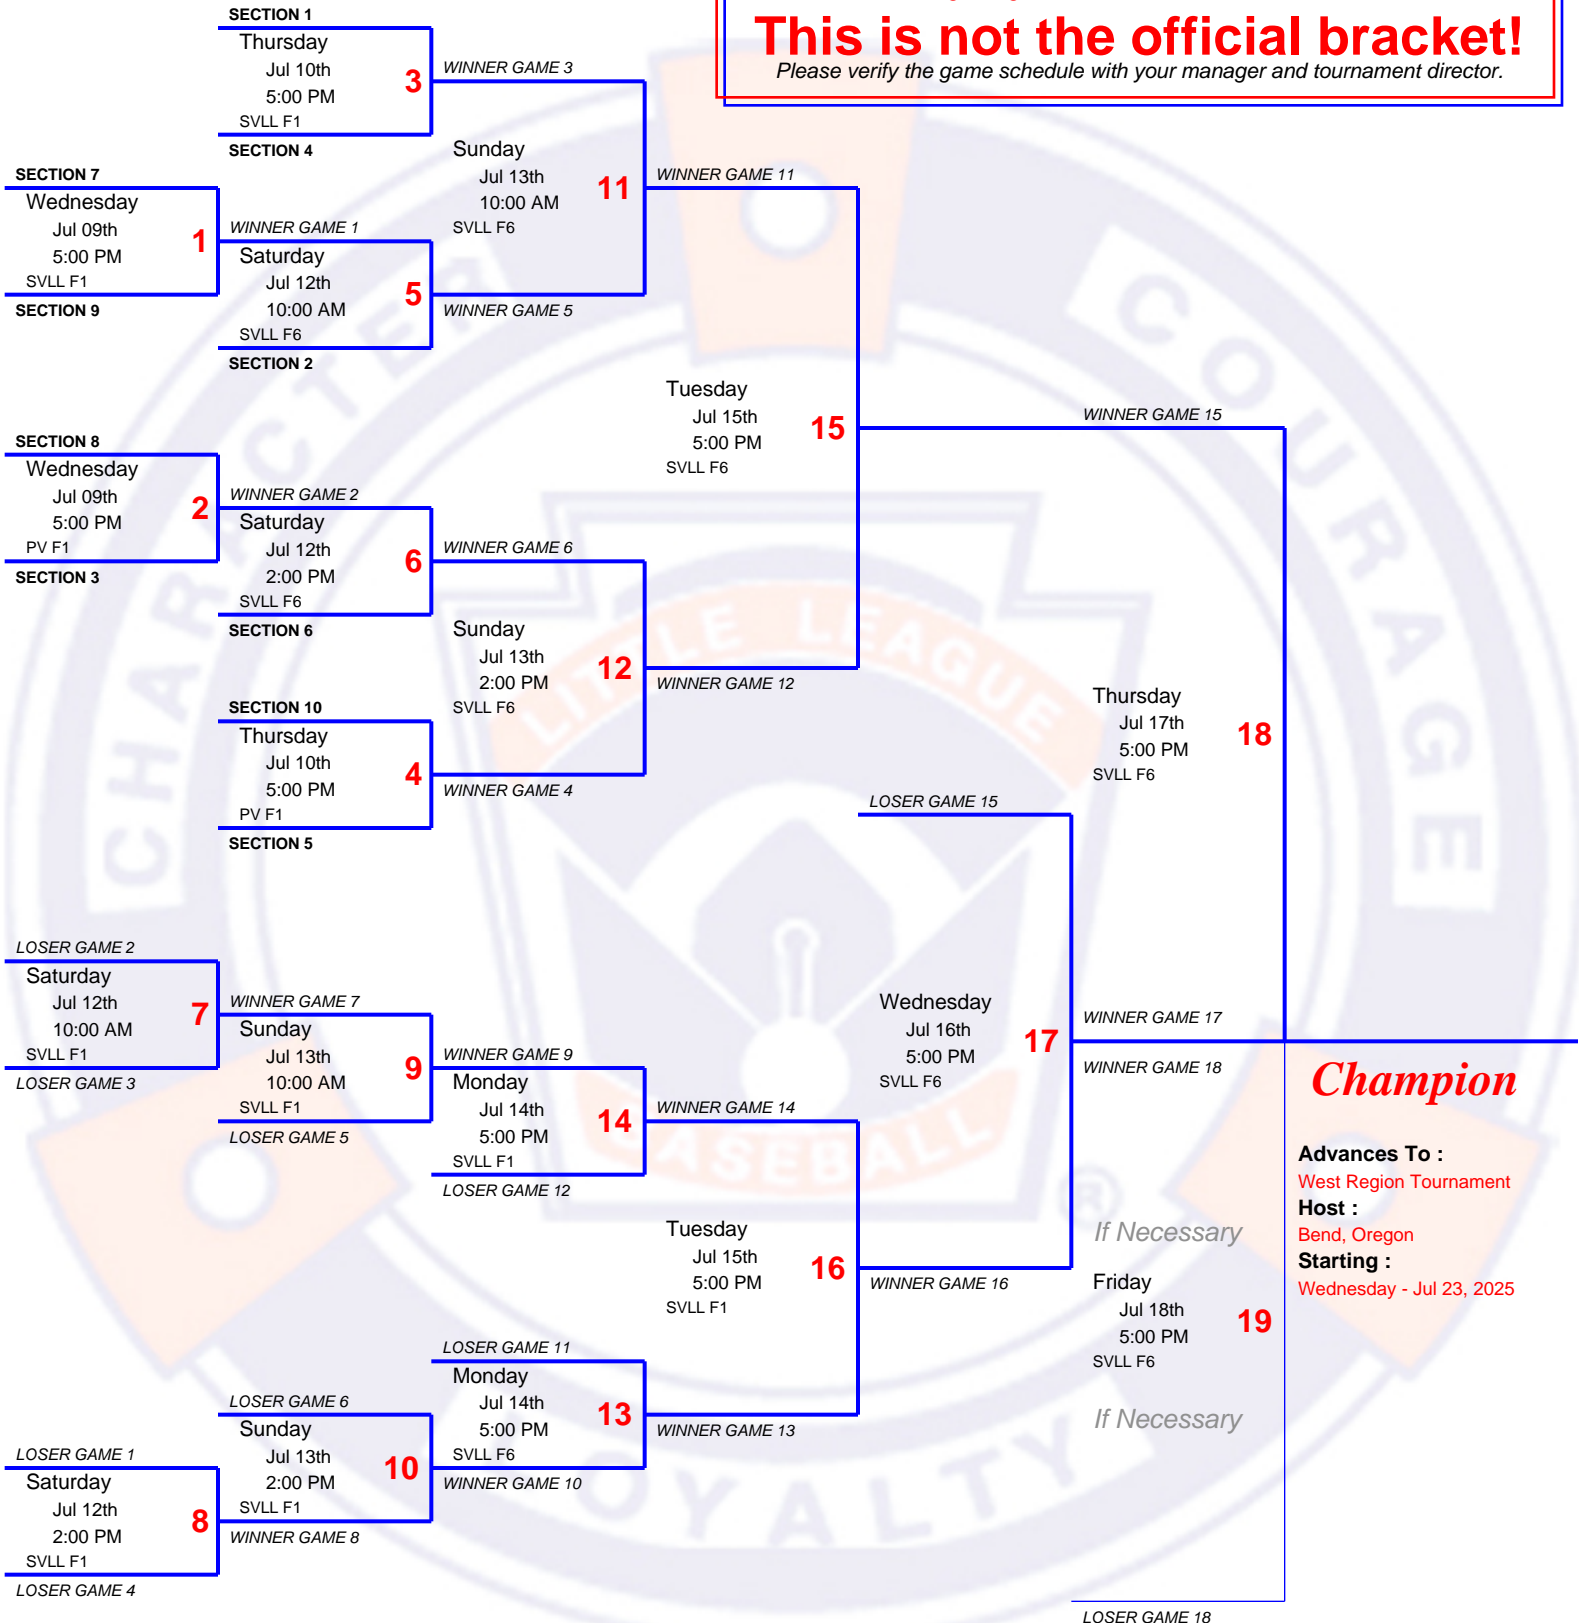 This is not the official bracket!
Please verify the game schedule with your manager and tournament director.
SECTION 1
Thursday
Jul 10th
5:00 PM
SVLL F1
3
SECTION 4
WINNER GAME 3
SECTION 7
Wednesday
Jul 09th
5:00 PM
SVLL F1
1
SECTION 9
WINNER GAME 1
Saturday
Jul 12th
10:00 AM
SVLL F6
5
SECTION 2
WINNER GAME 5
Sunday
Jul 13th
10:00 AM
SVLL F6
11
WINNER GAME 11
SECTION 8
Wednesday
Jul 09th
5:00 PM
PV F1
2
SECTION 3
WINNER GAME 2
Saturday
Jul 12th
2:00 PM
SVLL F6
6
SECTION 6
WINNER GAME 6
Sunday
Jul 13th
2:00 PM
SVLL F6
12
WINNER GAME 12
SECTION 10
Thursday
Jul 10th
5:00 PM
PV F1
4
SECTION 5
WINNER GAME 4
Tuesday
Jul 15th
5:00 PM
SVLL F6
15
WINNER GAME 15
Thursday
Jul 17th
5:00 PM
SVLL F6
18
LOSER GAME 15
LOSER GAME 2
Saturday
Jul 12th
10:00 AM
SVLL F1
7
LOSER GAME 3
WINNER GAME 7
Sunday
Jul 13th
10:00 AM
SVLL F1
9
LOSER GAME 5
WINNER GAME 9
Monday
Jul 14th
5:00 PM
SVLL F1
14
LOSER GAME 12
WINNER GAME 14
Tuesday
Jul 15th
5:00 PM
SVLL F1
16
WINNER GAME 16
Wednesday
Jul 16th
5:00 PM
SVLL F6
17
WINNER GAME 17
WINNER GAME 18
LOSER GAME 11
Monday
Jul 14th
5:00 PM
SVLL F6
13
WINNER GAME 13
LOSER GAME 6
Sunday
Jul 13th
2:00 PM
SVLL F1
10
WINNER GAME 10
LOSER GAME 1
Saturday
Jul 12th
2:00 PM
SVLL F1
8
LOSER GAME 4
WINNER GAME 8
If Necessary
Friday
Jul 18th
5:00 PM
SVLL F6
19
If Necessary
LOSER GAME 18
Champion
Advances To :
West Region Tournament
Host :
Bend, Oregon
Starting :
Wednesday - Jul 23, 2025
CHARACTER
COURAGE
LOYALTY
LITTLE LEAGUE
BASEBALL
®